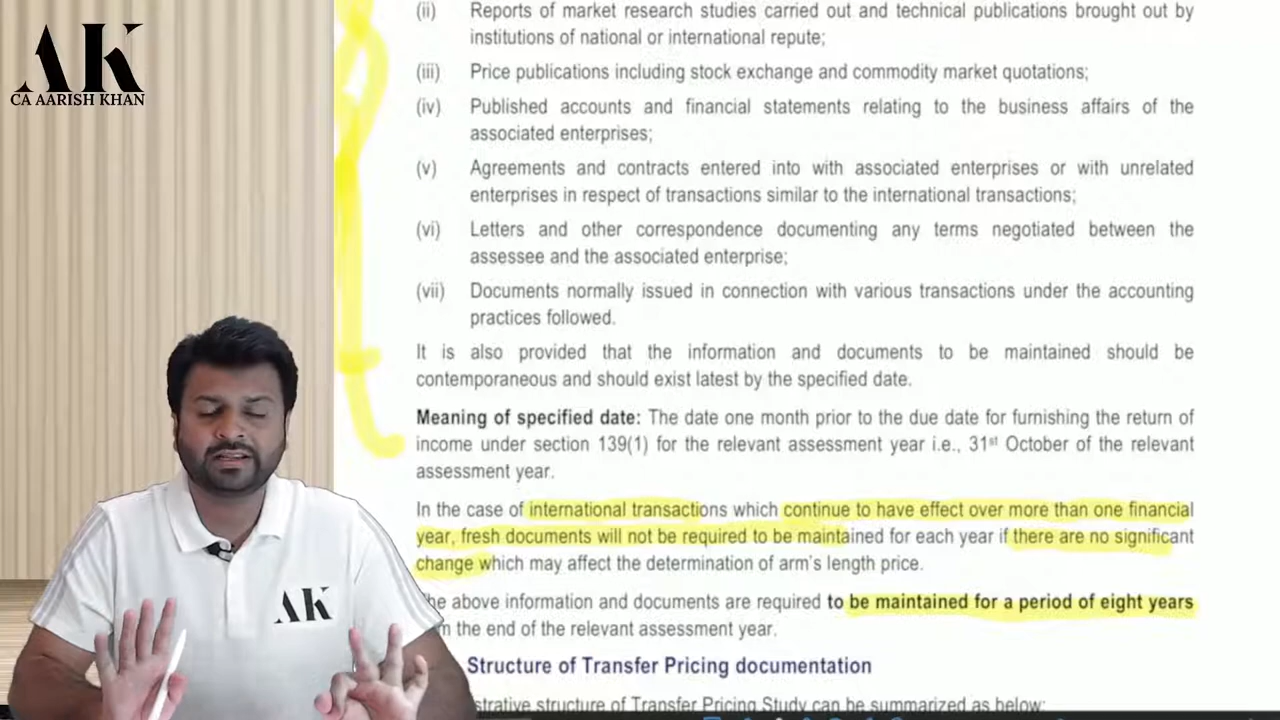 AK
CA AARISH KHAN
(ii) Reports of market research studies carried out and technical publications brought out by
institutions of national or international repute;
(iii) Price publications including stock exchange and commodity market quotations;
(iv) Published accounts and financial statements relating to the business affairs of the
associated enterprises;
(v) Agreements and contracts entered into with associated enterprises or with unrelated
enterprises in respect of transactions similar to the international transactions;
(vi) Letters and other correspondence documenting any terms negotiated between the
assessee and the associated enterprise;
(vii) Documents normally issued in connection with various transactions under the accounting
practices followed.
It is also provided that the information and documents to be maintained should be
contemporaneous and should exist latest by the specified date.
Meaning of specified date: The date one month prior to the due date for furnishing the return of
income under section 139(1) for the relevant assessment year i.e., 31st October of the relevant
assessment year.
In the case of international transactions which continue to have effect over more than one financial
year, fresh documents will not be required to be maintained for each year if there are no significant
change which may affect the determination of arm's length price.
he above information and documents are required to be maintained for a period of eight years
m the end of the relevant assessment year.
Structure of Transfer Pricing documentation
strative structure of Transfer Pricing Study can be summarized as below:
AK